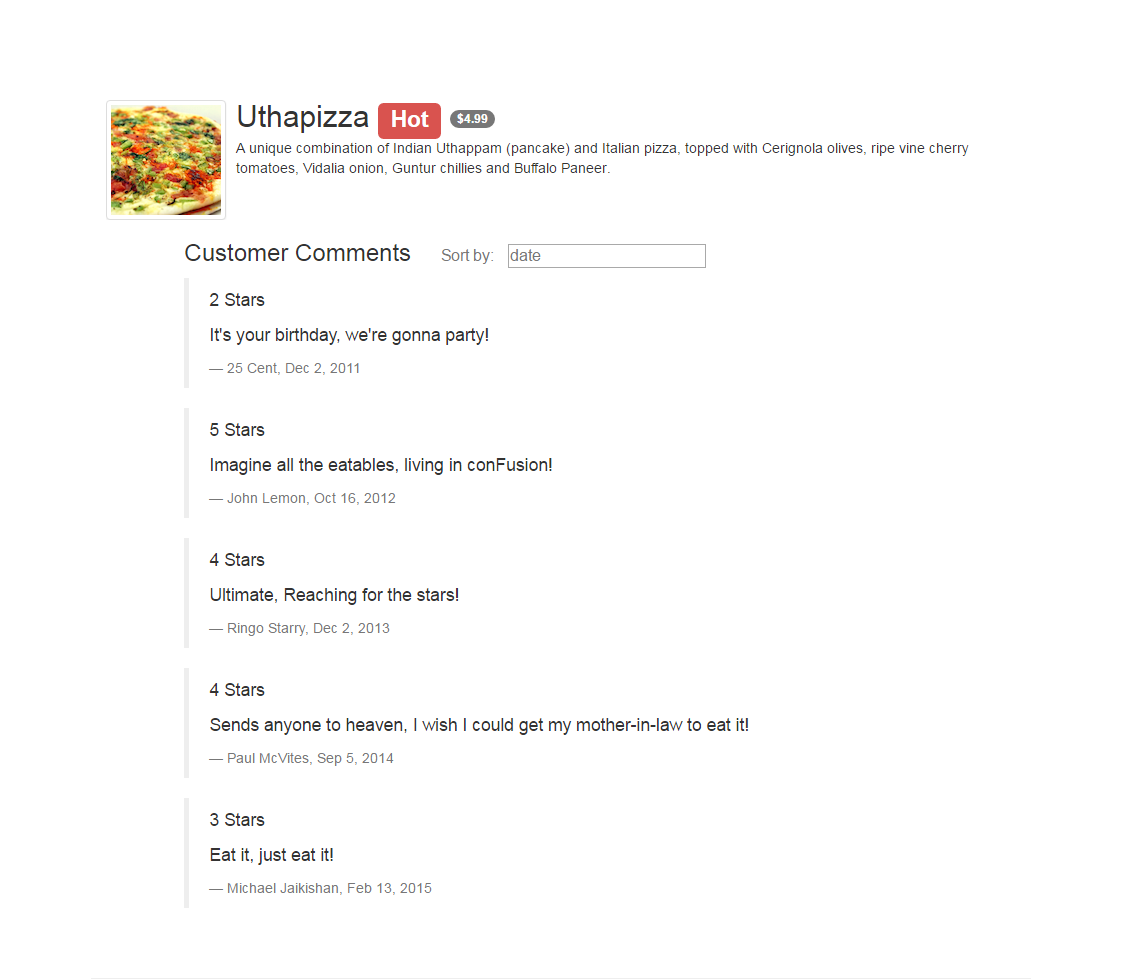 Uthapizza Hot $4.99
A unique combination of Indian Uthappam (pancake) and Italian pizza, topped with Cerignola olives, ripe vine cherry
tomatoes, Vidalia onion, Guntur chillies and Buffalo Paneer.
Customer Comments Sort by: date
2 Stars
It's your birthday, we're gonna party!
— 25 Cent, Dec 2, 2011
5 Stars
Imagine all the eatables, living in conFusion!
— John Lemon, Oct 16, 2012
4 Stars
Ultimate, Reaching for the stars!
— Ringo Starry, Dec 2, 2013
4 Stars
Sends anyone to heaven, I wish I could get my mother-in-law to eat it!
— Paul McVites, Sep 5, 2014
3 Stars
Eat it, just eat it!
— Michael Jaikishan, Feb 13, 2015